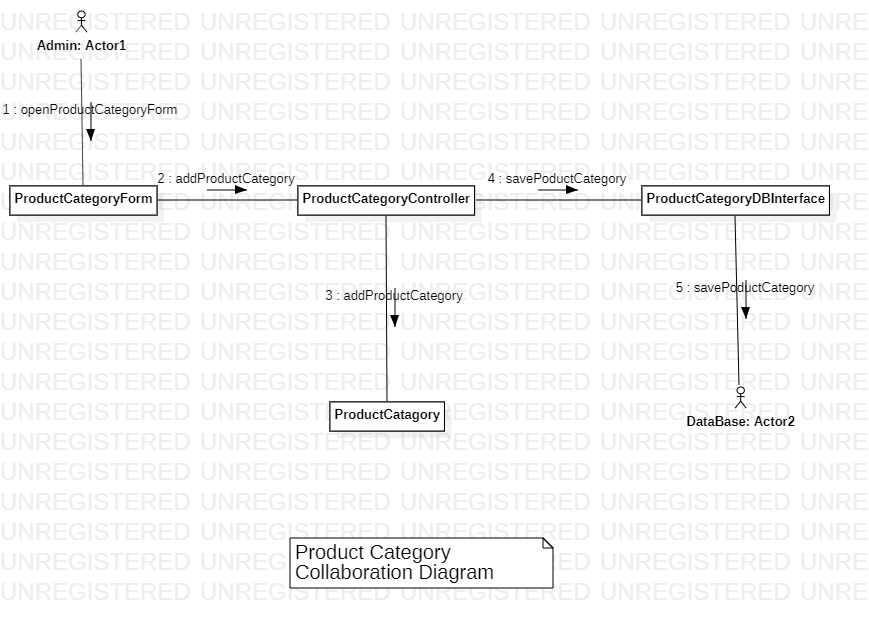 Admin: Actor1
1 : openProductCategoryForm
2 : addProductCategory
4 : savePoductCategory
ProductCategoryForm
ProductCategoryController
ProductCategoryDBInterface
3 : addProductCategory
5 : savePoductCategory
ProductCatagory
DataBase: Actor2
Product Category
Collaboration Diagram
UNREGISTERED